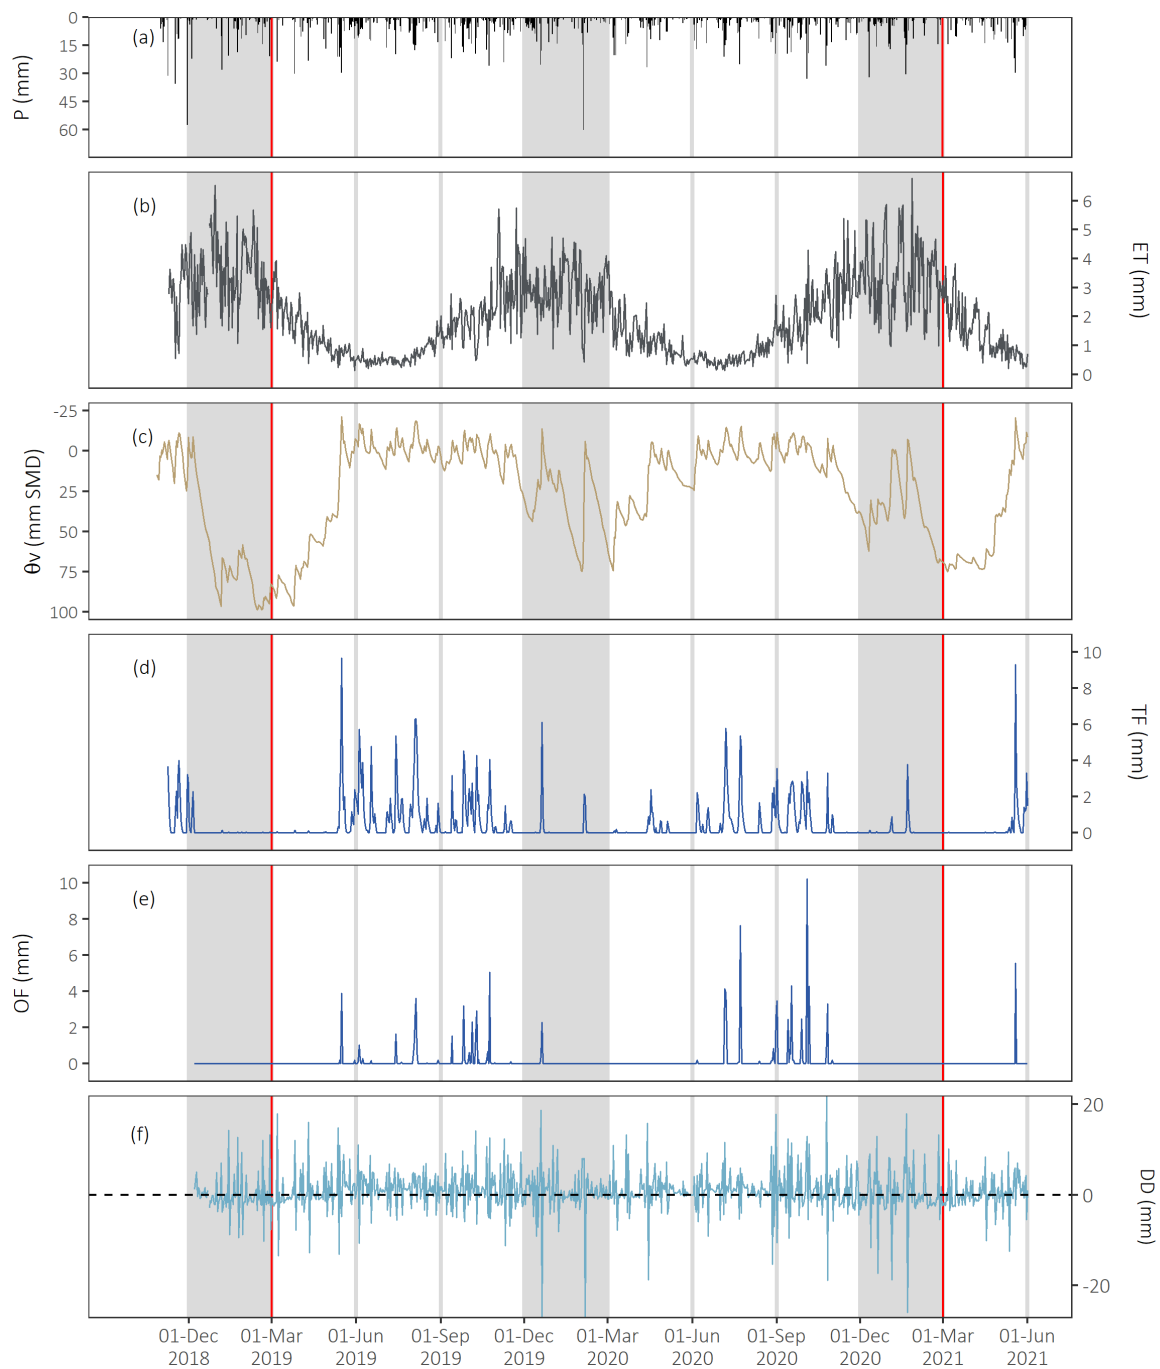 (a)
P (mm)
0
15
30
45
60
(b)
ET (mm)
6
5
4
3
2
1
0
(c)
θv (mm SMD)
-25
0
25
50
75
100
(d)
TF (mm)
10
8
6
4
2
0
(e)
OF (mm)
10
8
6
4
2
0
(f)
DD (mm)
20
0
-20
01-Dec 01-Mar 01-Jun 01-Sep 01-Dec 01-Mar 01-Jun 01-Sep 01-Dec 01-Mar 01-Jun
2018 2019 2019 2019 2019 2020 2020 2020 2020 2021 2021